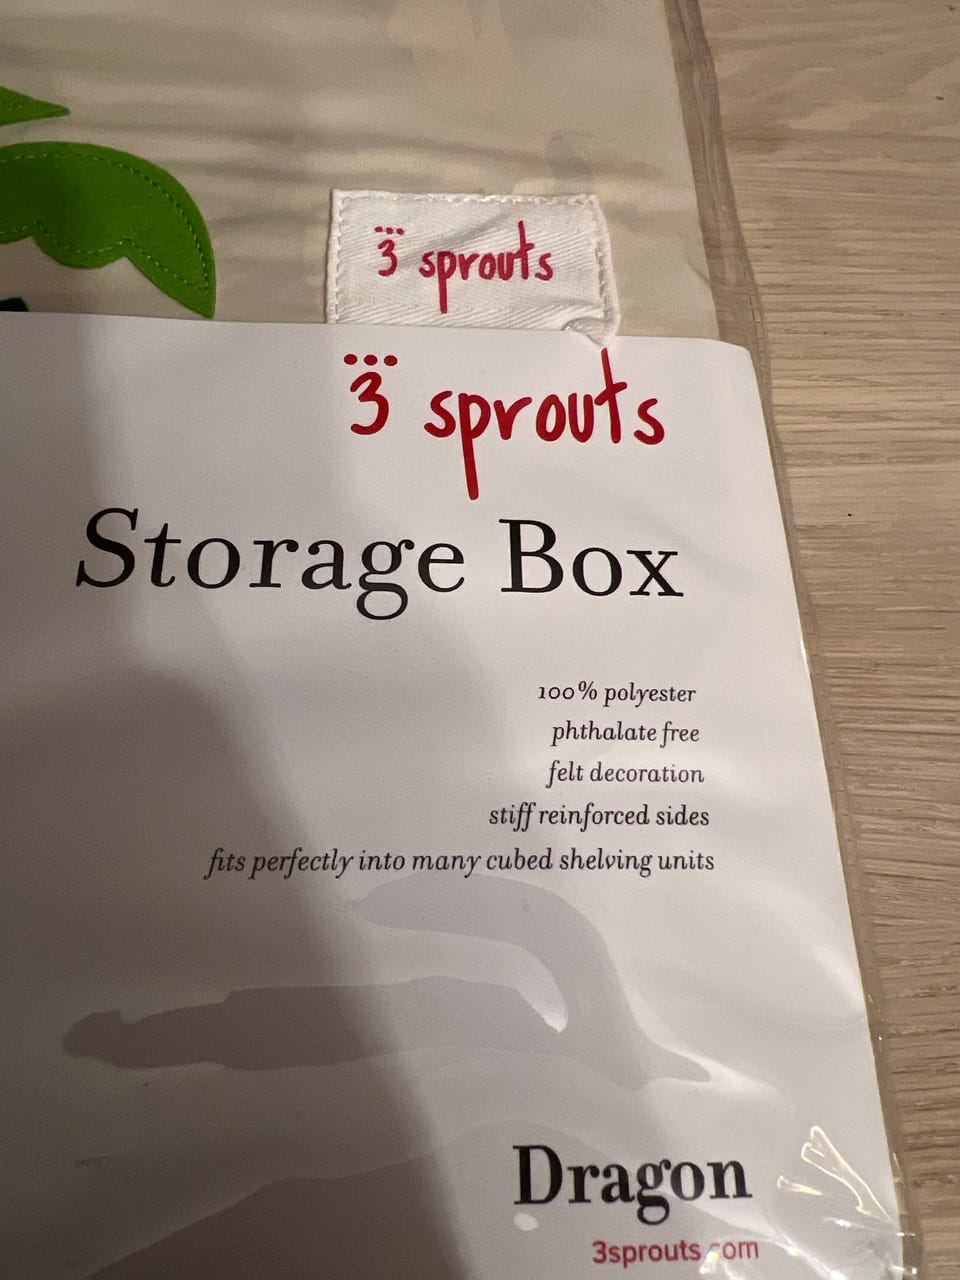 3 sprouts
3 sprouts
Storage Box
100% polyester
phthalate free
felt decoration
stiff reinforced sides
fits perfectly into many cubed shelving units
Dragon
3sprouts.com